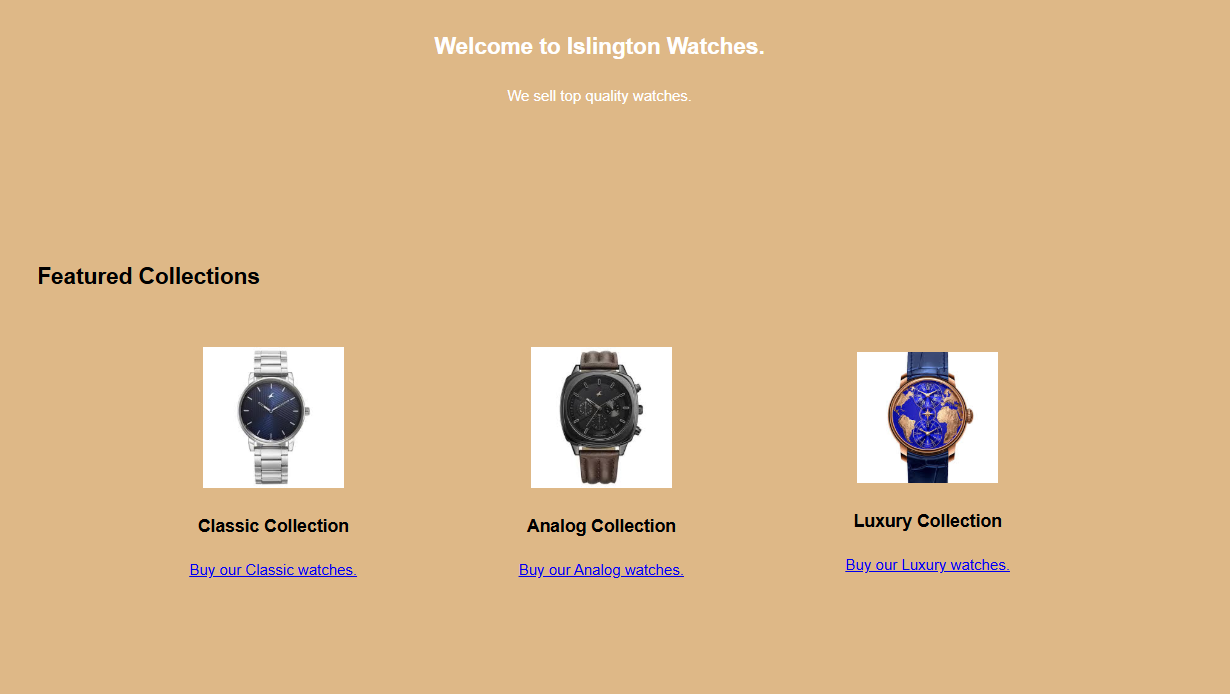 Welcome to Islington Watches.
We sell top quality watches.
Featured Collections
Classic Collection
Analog Collection
Luxury Collection
Buy our Classic watches.
Buy our Analog watches.
Buy our Luxury watches.